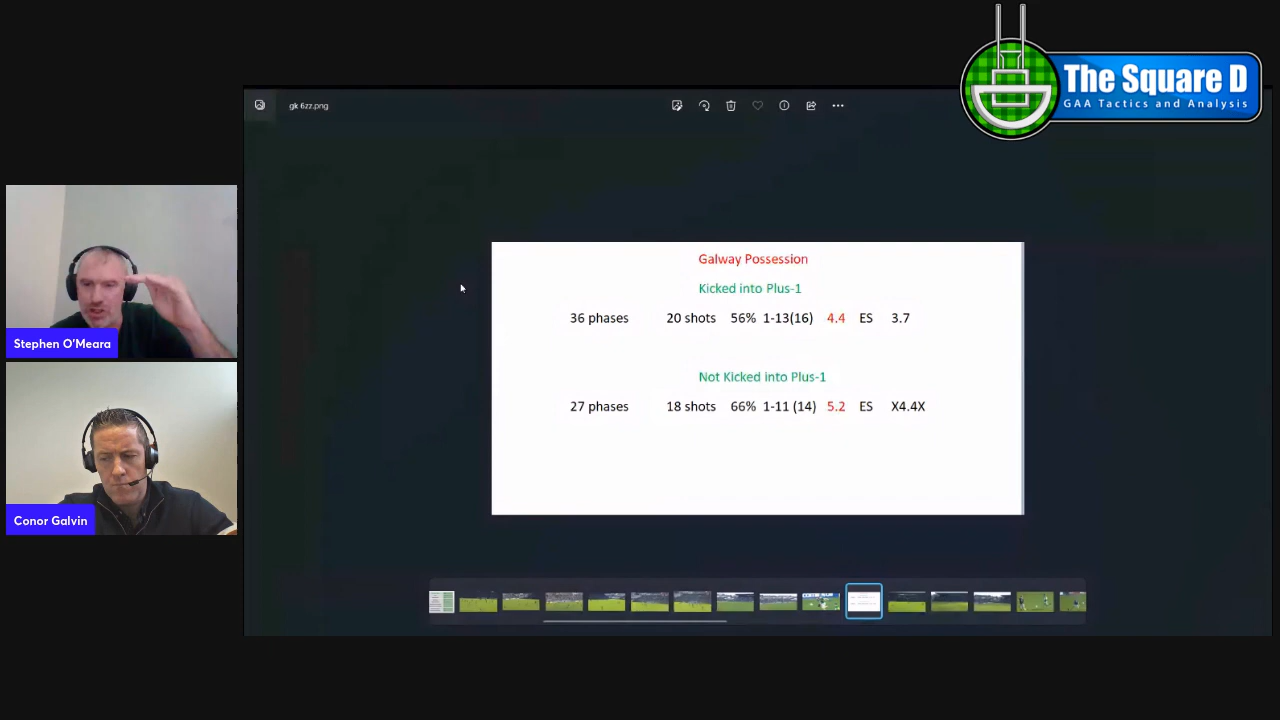 The Square D
GAA Tactics and Analysis
gk 6zz.png
Galway Possession
Kicked into Plus-1
36 phases 20 shots 56% 1-13(16) 4.4 ES 3.7
Not Kicked into Plus-1
27 phases 18 shots 66% 1-11 (14) 5.2 ES X4.4X
Stephen O'Meara
Conor Galvin